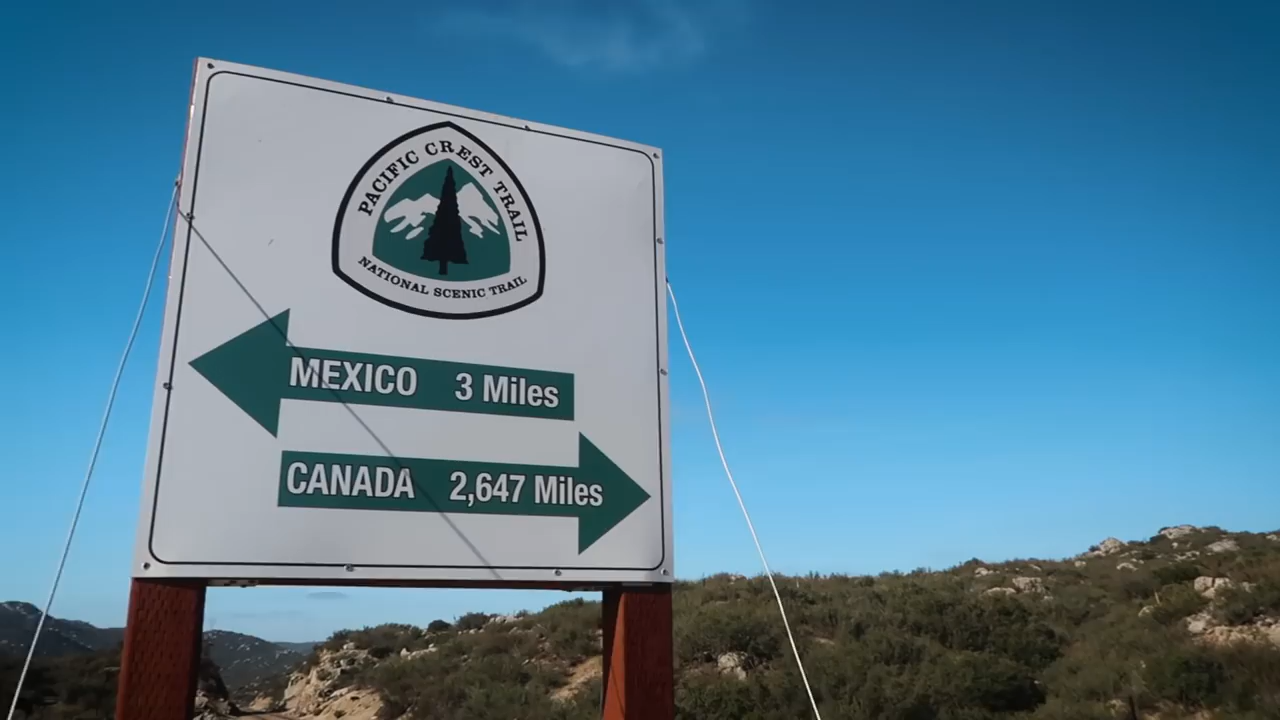 PACIFIC CREST TRAIL
NATIONAL SCENIC TRAIL
MEXICO 3 Miles
CANADA 2,647 Miles